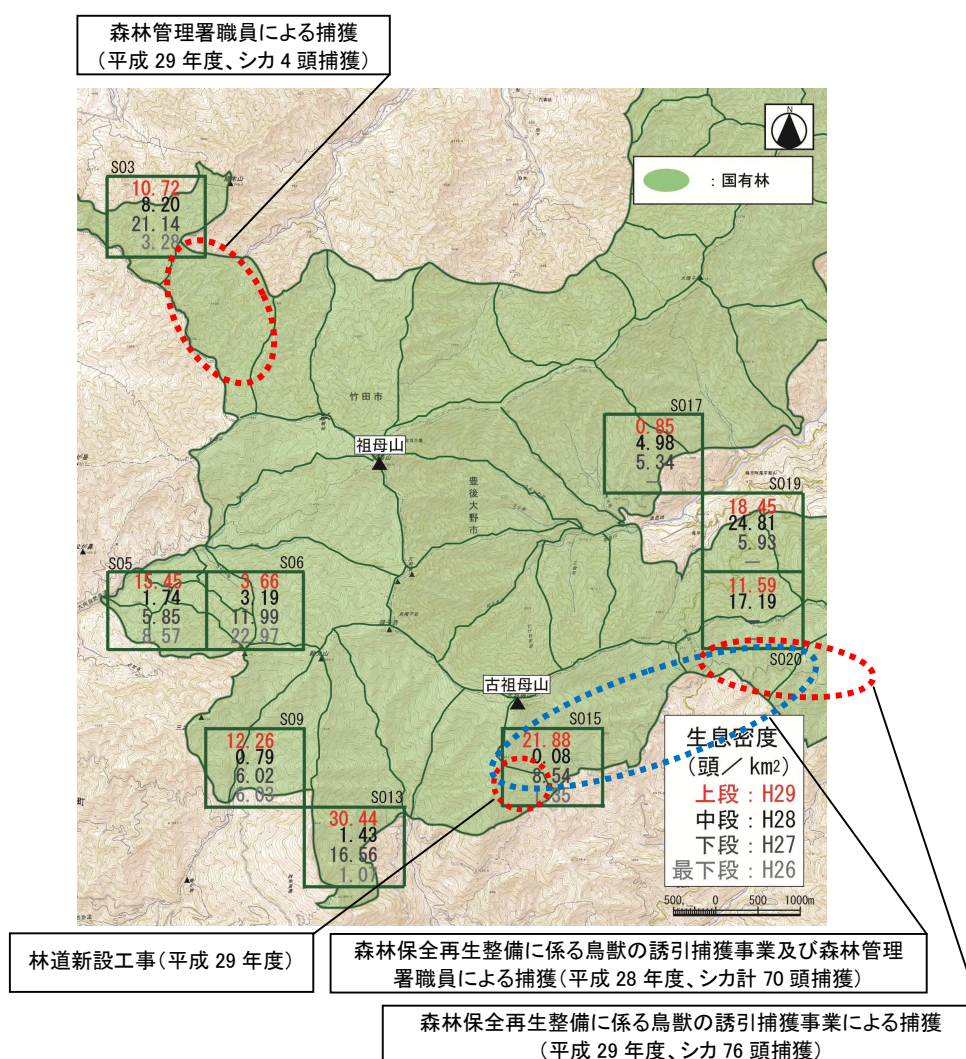 森林管理署職員による捕獲
（平成 29 年度、シカ 4 頭捕獲）
N
：国有林
S03
10.72
8.20
21.14
3.28
竹田市
祖母山
豊後大野市
S017
0.85
4.98
5.34
―
S019
18.45
24.81
5.93
―
11.59
17.19
―
S020
S05
15.45
1.74
5.85
8.57
S06
3.66
3.19
11.99
22.97
古祖母山
S09
12.26
0.79
6.02
6.03
S013
30.44
1.43
16.56
1.07
S015
21.88
0.08
8.54
生息密度
（頭／km²）
上段：H29
中段：H28
下段：H27
最下段：H26
500 0 500 1000m
林道新設工事（平成 29 年度）
森林保全再生整備に係る鳥獣の誘引捕獲事業及び森林管理
署職員による捕獲（平成 28 年度、シカ計 70 頭捕獲）
森林保全再生整備に係る鳥獣の誘引捕獲事業による捕獲
（平成 29 年度、シカ 76 頭捕獲）